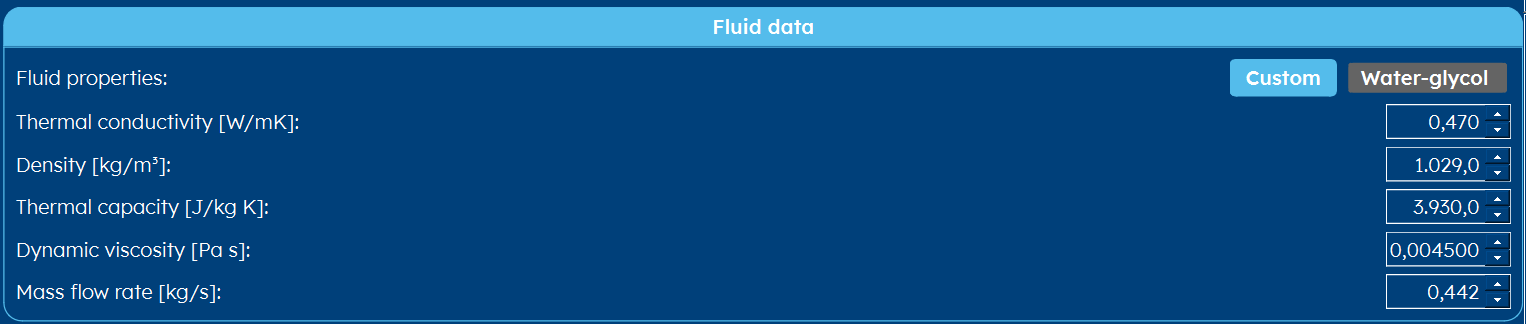 Fluid data
Fluid properties: Custom Water-glycol
Thermal conductivity [W/mK]: 0,470
Density [kg/m³]: 1.029,0
Thermal capacity [J/kg K]: 3.930,0
Dynamic viscosity [Pa s]: 0,004500
Mass flow rate [kg/s]: 0,442